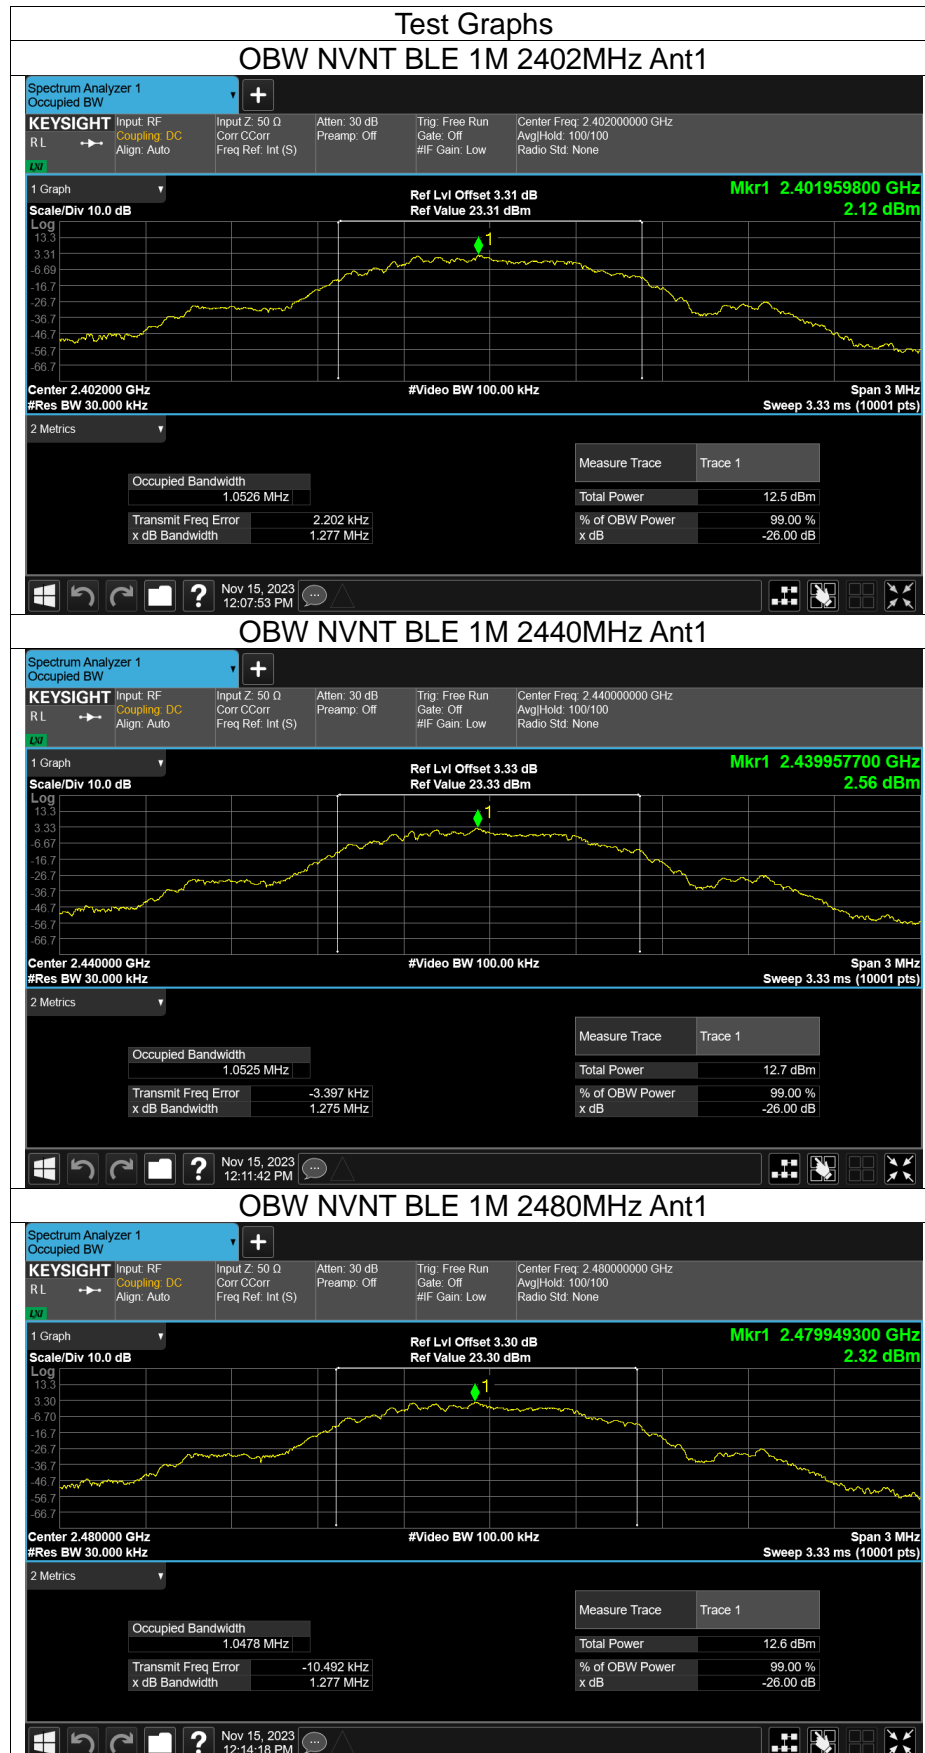 Test Graphs
OBW NVNT BLE 1M 2402MHz Ant1
Spectrum Analyzer 1
Occupied BW
KEYSIGHT Input: RF Input Z: 50 Ω Atten: 30 dB Trig: Free Run Center Freq: 2.402000000 GHz
RL Coupling: DC Corr CCorr Preamp: Off Gate: Off Avg|Hold: 100/100
Align: Auto Freq Ref: Int (S) #IF Gain: Low Radio Std: None
LXI
1 Graph Ref Lvl Offset 3.31 dB Mkr1 2.401959800 GHz
Scale/Div 10.0 dB Ref Value 23.31 dBm 2.12 dBm
Log
13.3
1
3.31
-6.69
-16.7
-26.7
-36.7
-46.7
-56.7
-66.7
Center 2.402000 GHz #Video BW 100.00 kHz Span 3 MHz
#Res BW 30.000 kHz Sweep 3.33 ms (10001 pts)
2 Metrics
Measure Trace Trace 1
Occupied Bandwidth
1.0526 MHz Total Power 12.5 dBm
Transmit Freq Error 2.202 kHz % of OBW Power 99.00 %
x dB Bandwidth 1.277 MHz x dB -26.00 dB
Nov 15, 2023
12:07:53 PM
OBW NVNT BLE 1M 2440MHz Ant1
Spectrum Analyzer 1
Occupied BW
KEYSIGHT Input: RF Input Z: 50 Ω Atten: 30 dB Trig: Free Run Center Freq: 2.440000000 GHz
RL Coupling: DC Corr CCorr Preamp: Off Gate: Off Avg|Hold: 100/100
Align: Auto Freq Ref: Int (S) #IF Gain: Low Radio Std: None
LXI
1 Graph Ref Lvl Offset 3.33 dB Mkr1 2.439957700 GHz
Scale/Div 10.0 dB Ref Value 23.33 dBm 2.56 dBm
Log
13.3
1
3.33
-6.67
-16.7
-26.7
-36.7
-46.7
-56.7
-66.7
Center 2.440000 GHz #Video BW 100.00 kHz Span 3 MHz
#Res BW 30.000 kHz Sweep 3.33 ms (10001 pts)
2 Metrics
Measure Trace Trace 1
Occupied Bandwidth
1.0525 MHz Total Power 12.7 dBm
Transmit Freq Error -3.397 kHz % of OBW Power 99.00 %
x dB Bandwidth 1.275 MHz x dB -26.00 dB
Nov 15, 2023
12:11:42 PM
OBW NVNT BLE 1M 2480MHz Ant1
Spectrum Analyzer 1
Occupied BW
KEYSIGHT Input: RF Input Z: 50 Ω Atten: 30 dB Trig: Free Run Center Freq: 2.480000000 GHz
RL Coupling: DC Corr CCorr Preamp: Off Gate: Off Avg|Hold: 100/100
Align: Auto Freq Ref: Int (S) #IF Gain: Low Radio Std: None
LXI
1 Graph Ref Lvl Offset 3.30 dB Mkr1 2.479949300 GHz
Scale/Div 10.0 dB Ref Value 23.30 dBm 2.32 dBm
Log
13.3
1
3.30
-6.70
-16.7
-26.7
-36.7
-46.7
-56.7
-66.7
Center 2.480000 GHz #Video BW 100.00 kHz Span 3 MHz
#Res BW 30.000 kHz Sweep 3.33 ms (10001 pts)
2 Metrics
Measure Trace Trace 1
Occupied Bandwidth
1.0478 MHz Total Power 12.6 dBm
Transmit Freq Error -10.492 kHz % of OBW Power 99.00 %
x dB Bandwidth 1.277 MHz x dB -26.00 dB
Nov 15, 2023
12:14:18 PM